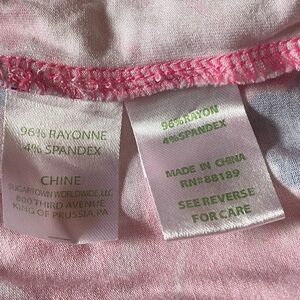 96% RAYONNE
4% SPANDEX
CHINE
SUGARTOWN WORLDWIDE, LLC
800 THIRD AVENUE
KING OF PRUSSIA, PA
96% RAYON
4% SPANDEX
MADE IN CHINA
RN#88189
SEE REVERSE
FOR CARE